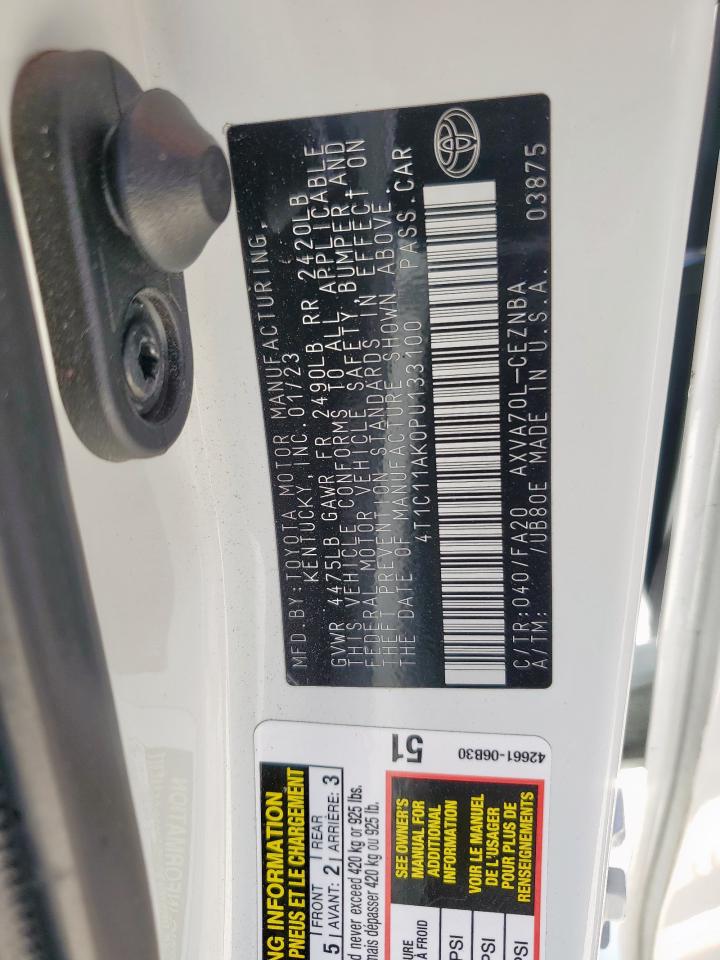 MFD. BY: TOYOTA MOTOR MANUFACTURING,
KENTUCKY, INC. 01/23
GVWR 4475LB GAWR FR 2490LB RR 2420LB
THIS VEHICLE CONFORMS TO ALL APPLICABLE
FEDERAL MOTOR VEHICLE SAFETY, BUMPER, AND
THEFT PREVENTION STANDARDS IN EFFECT ON
THE DATE OF MANUFACTURE SHOWN ABOVE.
4T1C11AK0PU133100 PASS. CAR
C/TR: 040/FA20 AXVA70L-CEZNBA 03875
A/TM: /UB80E MADE IN U.S.A.
NG INFORMATION
PNEUS ET LE CHARGEMENT
5 FRONT 2 REAR 3
AVANT: ARRIÈRE:
d never exceed 420 kg or 925 lbs.
mais dépasser 420 kg ou 925 lb.
51
42661-06B30
SEE OWNER'S
MANUAL FOR
ADDITIONAL
INFORMATION
VOIR LE MANUEL
DE L'USAGER
POUR PLUS DE
RENSEIGNEMENTS
URE
À FROID
PSI
PSI
PSI